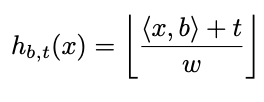 h_{b,t}(x) = ⌊(⟨x, b⟩ + t) / w⌋